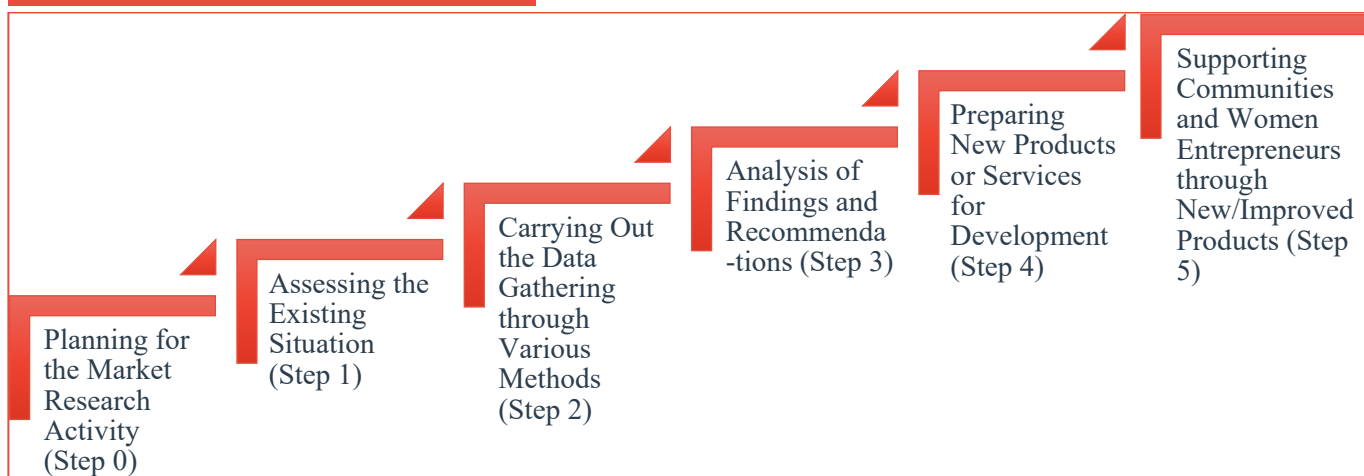 Planning for
the Market
Research
Activity
(Step 0)
Assessing the
Existing
Situation
(Step 1)
Carrying Out
the Data
Gathering
through
Various
Methods
(Step 2)
Analysis of
Findings and
Recommenda
-tions (Step 3)
Preparing
New Products
or Services
for
Development
(Step 4)
Supporting
Communities
and Women
Entrepreneurs
through
New/Improved
Products (Step
5)